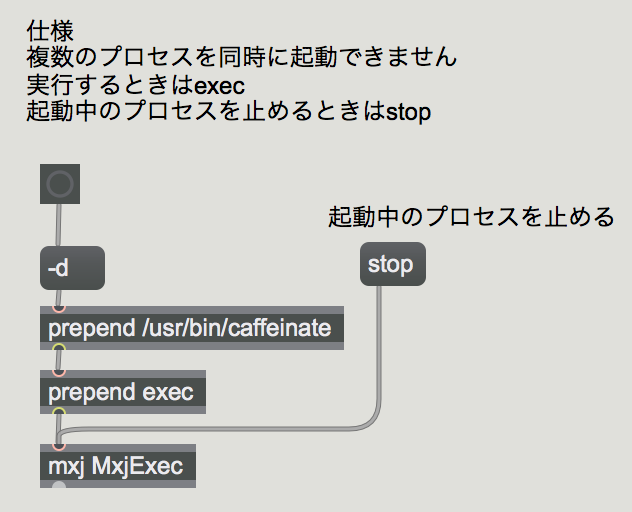 仕様
複数のプロセスを同時に起動できません
実行するときはexec
起動中のプロセスを止めるときはstop
起動中のプロセスを止める
-d
stop
prepend /usr/bin/caffeinate
prepend exec
mxj MxjExec